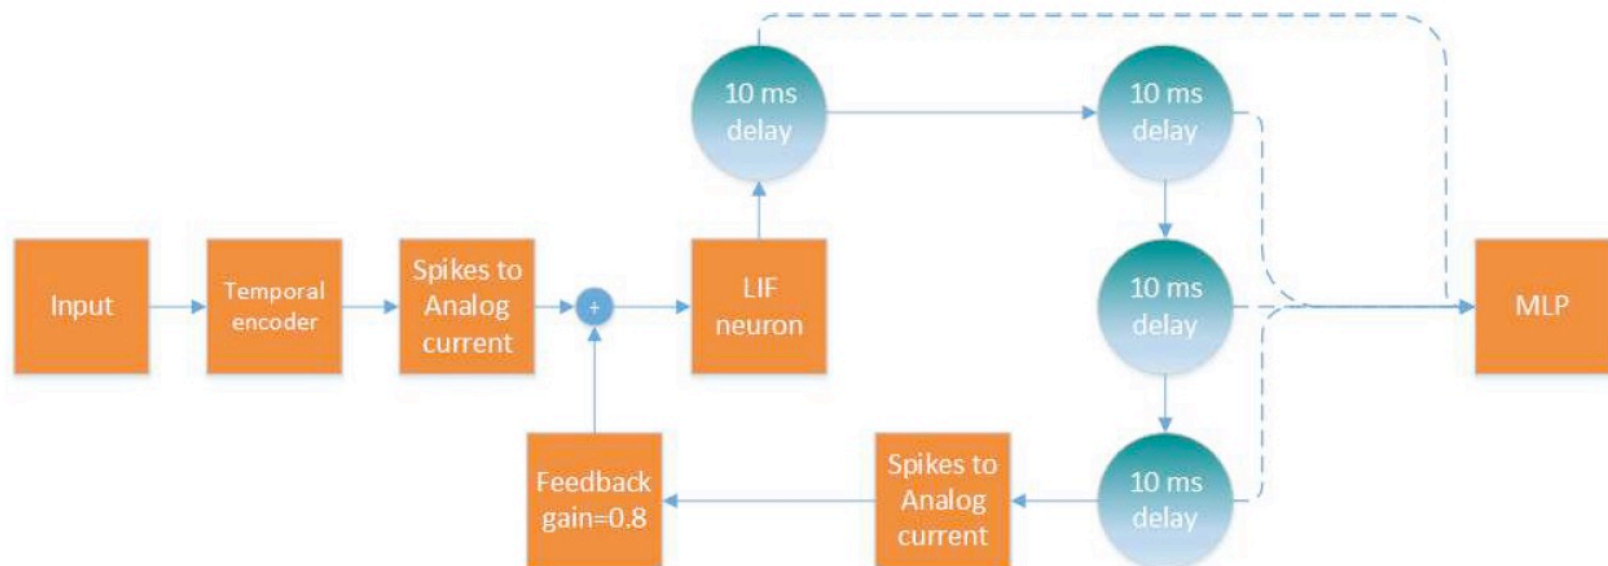 10 ms
delay
10 ms
delay
Input
Temporal
encoder
Spikes to
Analog
current
+
LIF
neuron
10 ms
delay
MLP
Feedback
gain=0.8
Spikes to
Analog
current
10 ms
delay